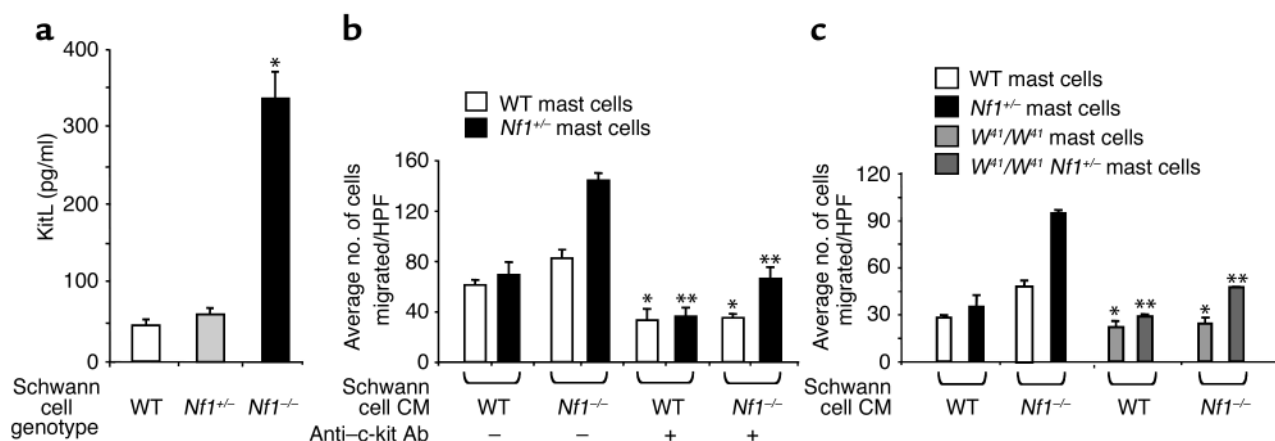 a
400
300
200
100
0
KitL (pg/ml)
*
Schwann
cell
genotype
WT
Nf1+/–
Nf1–/–
b
WT mast cells
Nf1+/– mast cells
160
120
80
40
0
Average no. of cells
migrated/HPF
* ** * **
Schwann
cell CM
WT Nf1–/– WT Nf1–/–
Anti–c-kit Ab – – + +
c
WT mast cells
Nf1+/– mast cells
W41/W41 mast cells
W41/W41 Nf1+/– mast cells
120
90
60
30
0
Average no. of cells
migrated/HPF
* ** * **
Schwann
cell CM
WT Nf1–/– WT Nf1–/–